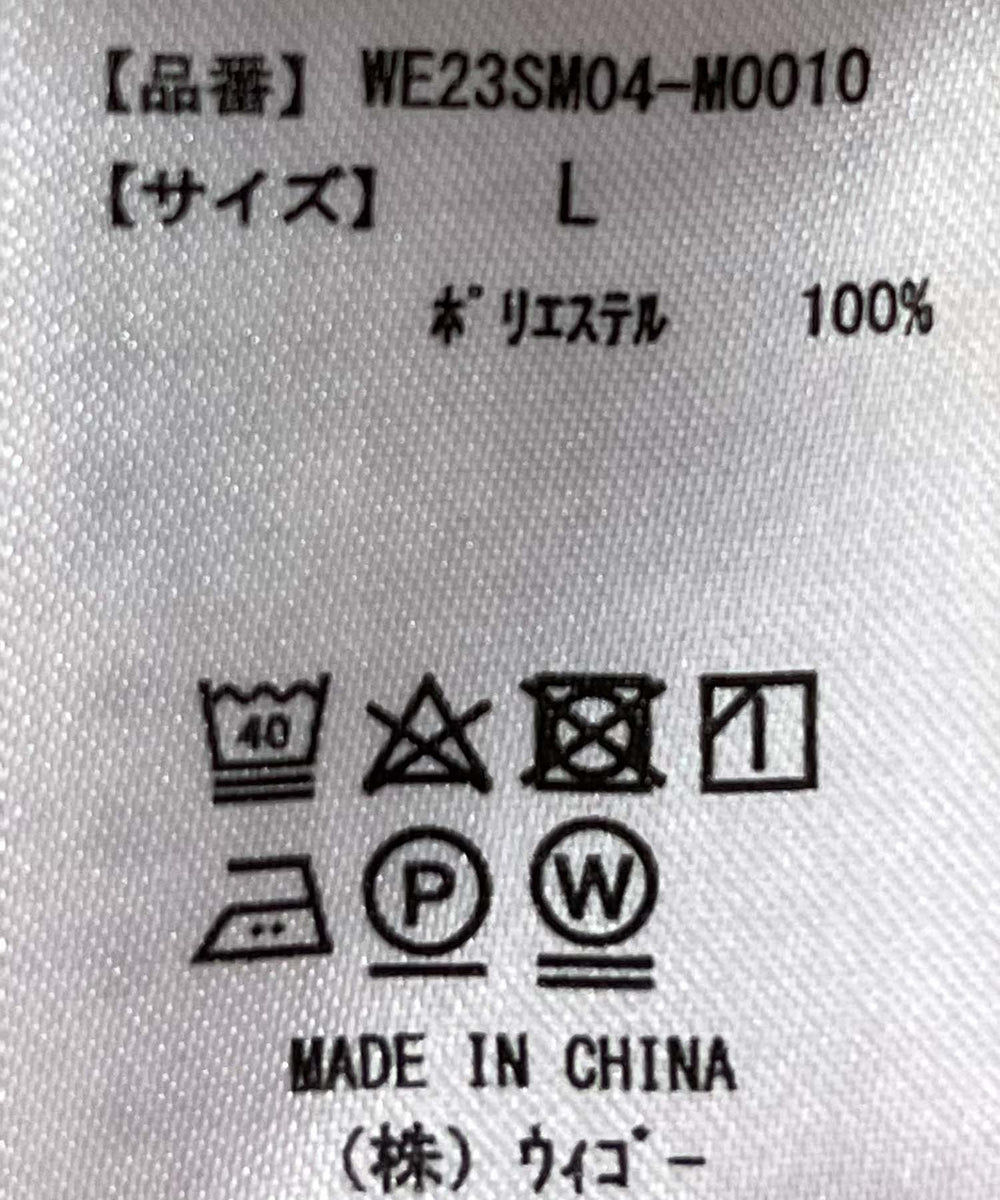 【品番】 WE23SM04-M0010
【サイズ】 L
ﾎﾟﾘｴｽﾃﾙ 100%
40
P W
MADE IN CHINA
(株) ｳｨｺﾞｰ